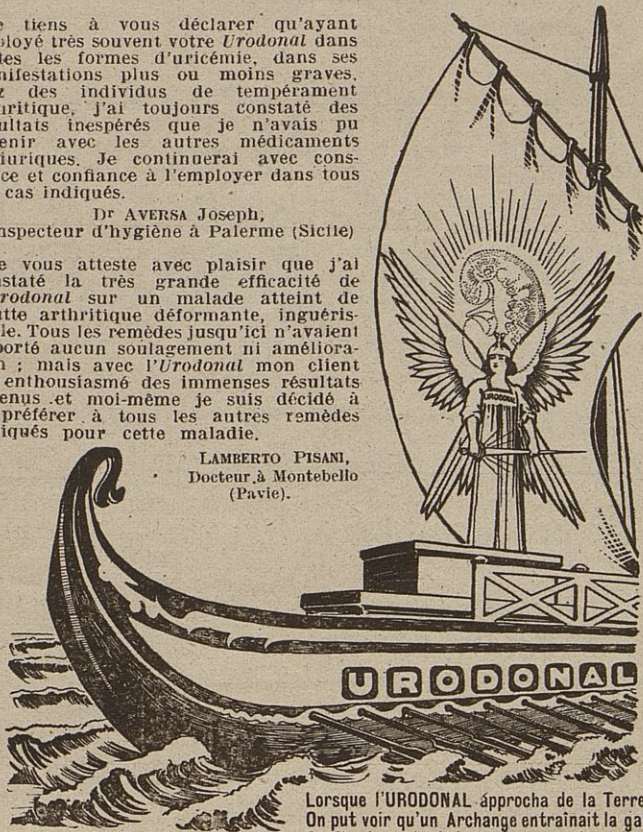 e tiens à vous déclarer qu'ayant
ployé très souvent votre Urodonal dans
tes les formes d'uricémie, dans ses
nifestations plus ou moins graves.
z des individus de tempérament
hritique, j'ai toujours constaté des
ultats inespérés que je n'avais pu
enir avec les autres médicaments
iuriques. Je continuerai avec cons-
ce et confiance à l'employer dans tous
cas indiqués.
Dr AVERSA Joseph,
nspecteur d'hygiène à Palerme (Sicile)
e vous atteste avec plaisir que j'ai
staté la très grande efficacité de
rodonal sur un malade atteint de
utte arthritique déformante, inguéris-
le. Tous les remèdes jusqu'ici n'avaient
porté aucun soulagement ni améliora-
n ; mais avec l'Urodonal mon client
enthousiasmé des immenses résultats
enus et moi-même je suis décidé à
préférer à tous les autres remèdes
iqués pour cette maladie.
LAMBERTO PISANI,
Docteur à Montebello
(Pavie).
URODONAL
URODONAL
Lorsque l'URODONAL approcha de la Terre
On put voir qu'un Archange entraînait la ga